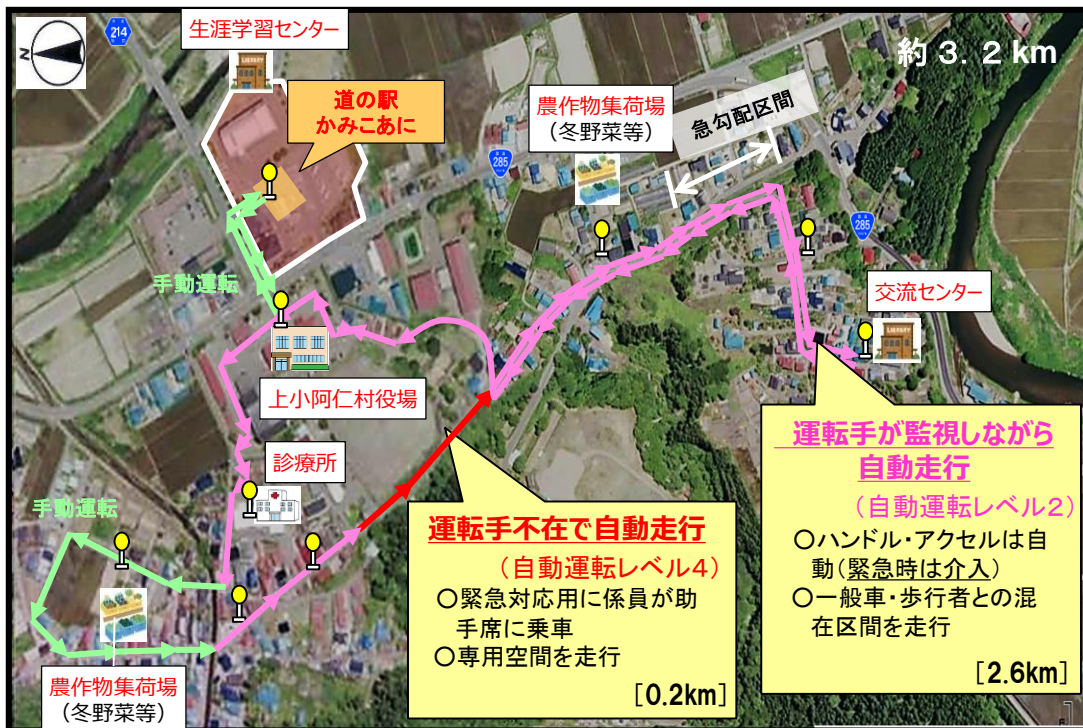 N
214
生涯学習センター
LIBRARY
道の駅
かみこあに
約3.2km
農作物集荷場
(冬野菜等)
急勾配区間
285
285
手動運転
交流センター
LIBRARY
上小阿仁村役場
診療所
手動運転
農作物集荷場
(冬野菜等)
運転手不在で自動走行
(自動運転レベル4)
○緊急対応用に係員が助
手席に乗車
○専用空間を走行
[0.2km]
運転手が監視しながら
自動走行
(自動運転レベル2)
○ハンドル・アクセルは自
動(緊急時は介入)
○一般車・歩行者との混
在区間を走行
[2.6km]